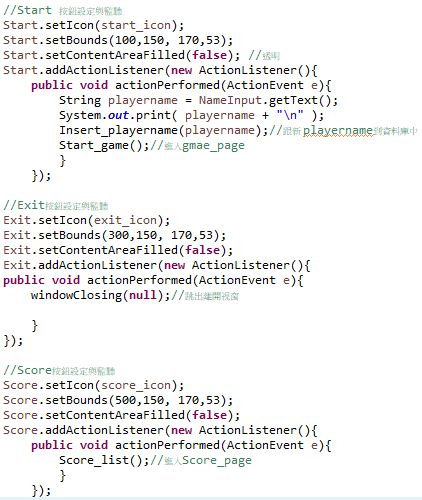 //Start 按鈕設定與監聽
Start.setIcon(start_icon);
Start.setBounds(100,150, 170,53);
Start.setContentAreaFilled(false); //透明
Start.addActionListener(new ActionListener(){
public void actionPerformed(ActionEvent e){
String playername = NameInput.getText();
System.out.print( playername + "\n" );
Insert_playername(playername);//跟新playername到資料庫中
Start_game();//進入gmae_page
}
});
//Exit按鈕設定與監聽
Exit.setIcon(exit_icon);
Exit.setBounds(300,150, 170,53);
Exit.setContentAreaFilled(false);
Exit.addActionListener(new ActionListener(){
public void actionPerformed(ActionEvent e){
windowClosing(null);//跳出離開視窗
}
});
//Score按鈕設定與監聽
Score.setIcon(score_icon);
Score.setBounds(500,150, 170,53);
Score.setContentAreaFilled(false);
Score.addActionListener(new ActionListener(){
public void actionPerformed(ActionEvent e){
Score_list();//進入Score_page
}
});